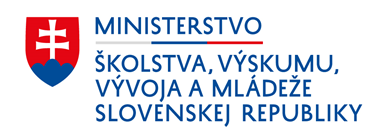 MINISTERSTVO
ŠKOLSTVA, VÝSKUMU,
VÝVOJA A MLÁDEŽE
SLOVENSKEJ REPUBLIKY